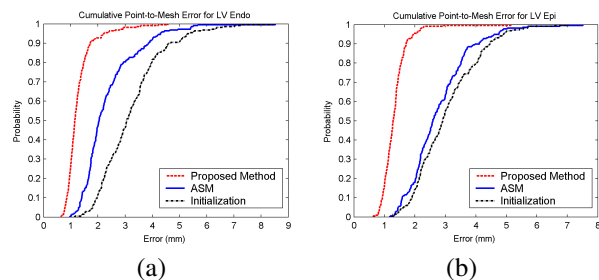 Cumulative Point-to-Mesh Error for LV Endo
1
0.9
0.8
0.7
0.6
0.5
0.4
0.3
0.2
0.1
0
Probability
Proposed Method
ASM
Initialization
0 1 2 3 4 5 6 7 8 9
Error (mm)
(a)
Cumulative Point-to-Mesh Error for LV Epi
1
0.9
0.8
0.7
0.6
0.5
0.4
0.3
0.2
0.1
0
Probability
Proposed Method
ASM
Initialization
0 1 2 3 4 5 6 7 8
Error (mm)
(b)